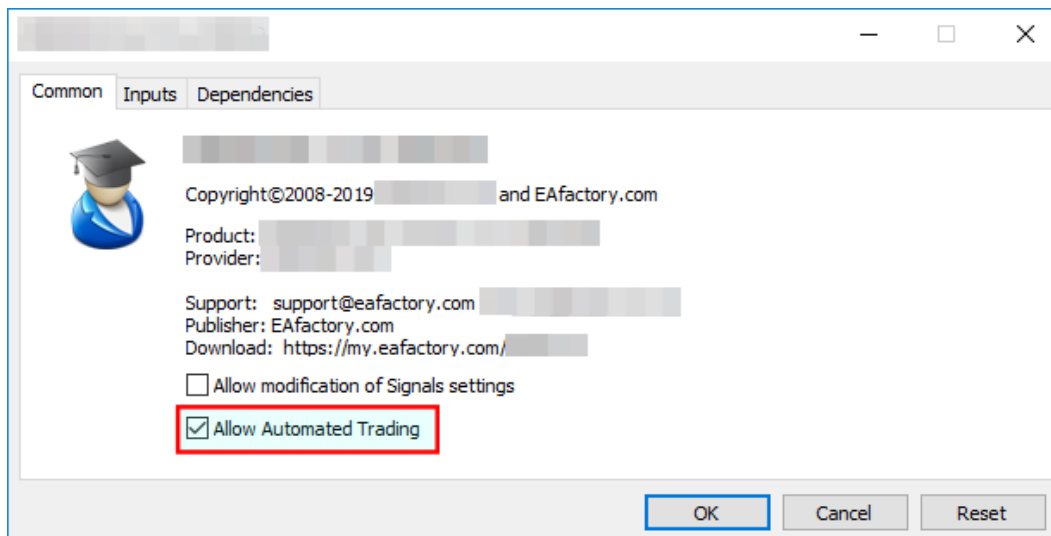 Common Inputs Dependencies
Copyright©2008-2019 and EAfactory.com
Product:
Provider:
Support: support@eafactory.com
Publisher: EAfactory.com
Download: https://my.eafactory.com/
Allow modification of Signals settings
Allow Automated Trading
OK Cancel Reset